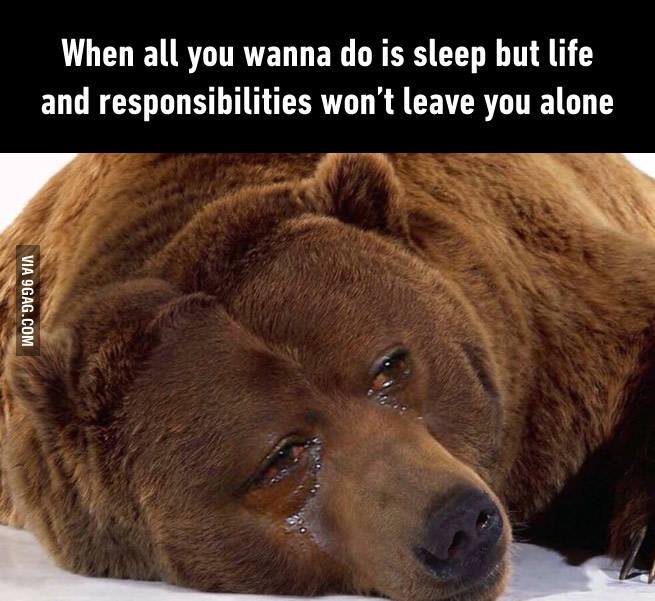 When all you wanna do is sleep but life
and responsibilities won't leave you alone
VIA 9GAG.COM